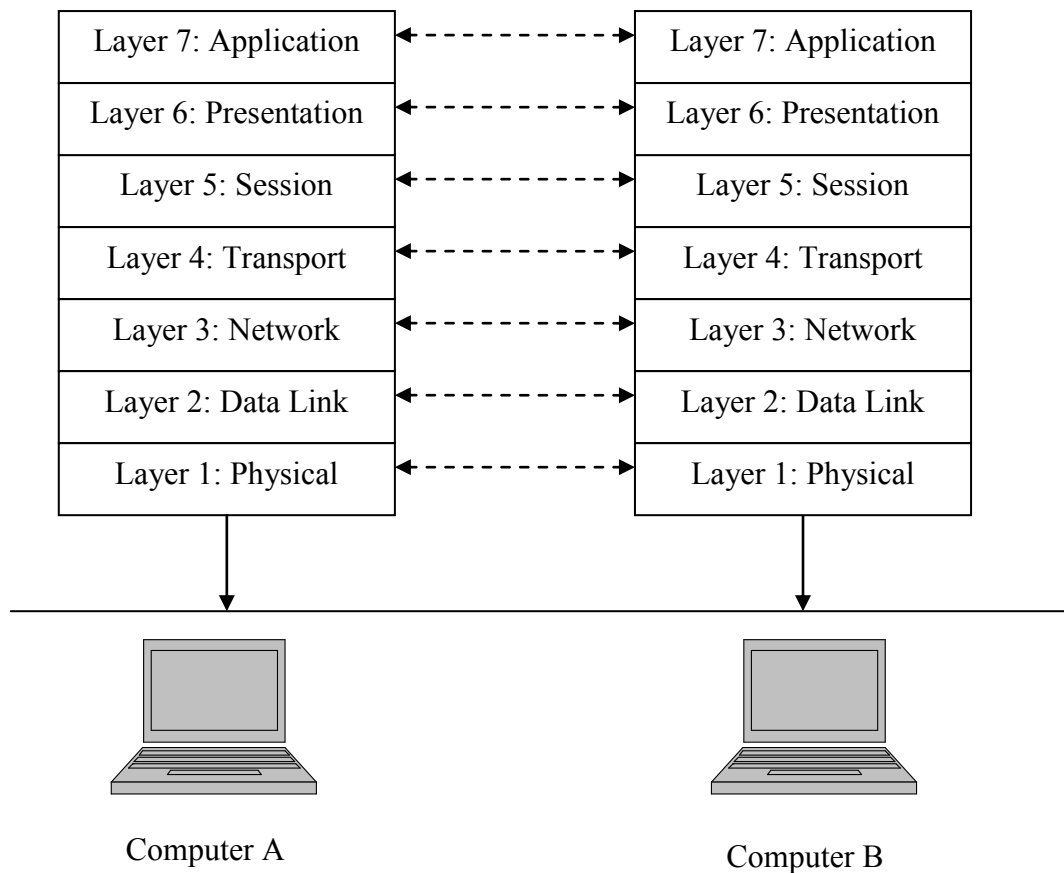 Layer 7: Application
Layer 7: Application
Layer 6: Presentation
Layer 6: Presentation
Layer 5: Session
Layer 5: Session
Layer 4: Transport
Layer 4: Transport
Layer 3: Network
Layer 3: Network
Layer 2: Data Link
Layer 2: Data Link
Layer 1: Physical
Layer 1: Physical
Computer A
Computer B